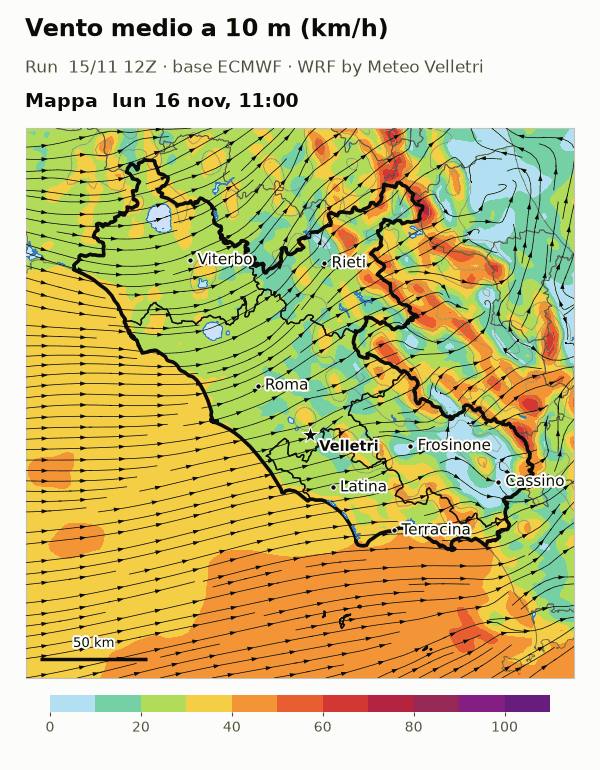 Vento medio a 10 m (km/h)
Run 15/11 12Z · base ECMWF · WRF by Meteo Velletri
Mappa lun 16 nov, 11:00
Viterbo
Rieti
Roma
Velletri
Frosinone
Cassino
Latina
Terracina
50 km
0 20 40 60 80 100